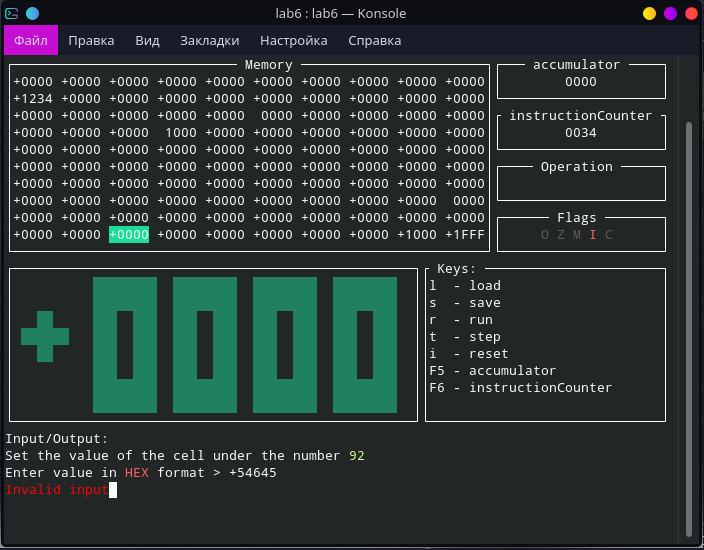 lab6 : lab6 — Konsole
Файл Правка Вид Закладки Настройка Справка
Memory
+0000 +0000 +0000 +0000 +0000 +0000 +0000 +0000 +0000 +0000
+1234 +0000 +0000 +0000 +0000 +0000 +0000 +0000 +0000 +0000
+0000 +0000 +0000 +0000 +0000 0000 +0000 +0000 +0000 +0000
+0000 +0000 +0000 1000 +0000 +0000 +0000 +0000 +0000 +0000
+0000 +0000 +0000 +0000 +0000 +0000 +0000 +0000 +0000 +0000
+0000 +0000 +0000 +0000 +0000 +0000 +0000 +0000 +0000 +0000
+0000 +0000 +0000 +0000 +0000 +0000 +0000 +0000 +0000 +0000
+0000 +0000 +0000 +0000 +0000 +0000 +0000 +0000 +0000 0000
+0000 +0000 +0000 +0000 +0000 +0000 +0000 +0000 +0000 +0000
+0000 +0000 +0000 +0000 +0000 +0000 +0000 +0000 +1000 +1FFF
accumulator
0000
instructionCounter
0034
Operation
Flags
O Z M I C
+0000
Keys:
l - load
s - save
r - run
t - step
i - reset
F5 - accumulator
F6 - instructionCounter
Input/Output:
Set the value of the cell under the number 92
Enter value in HEX format > +54645
Invalid input